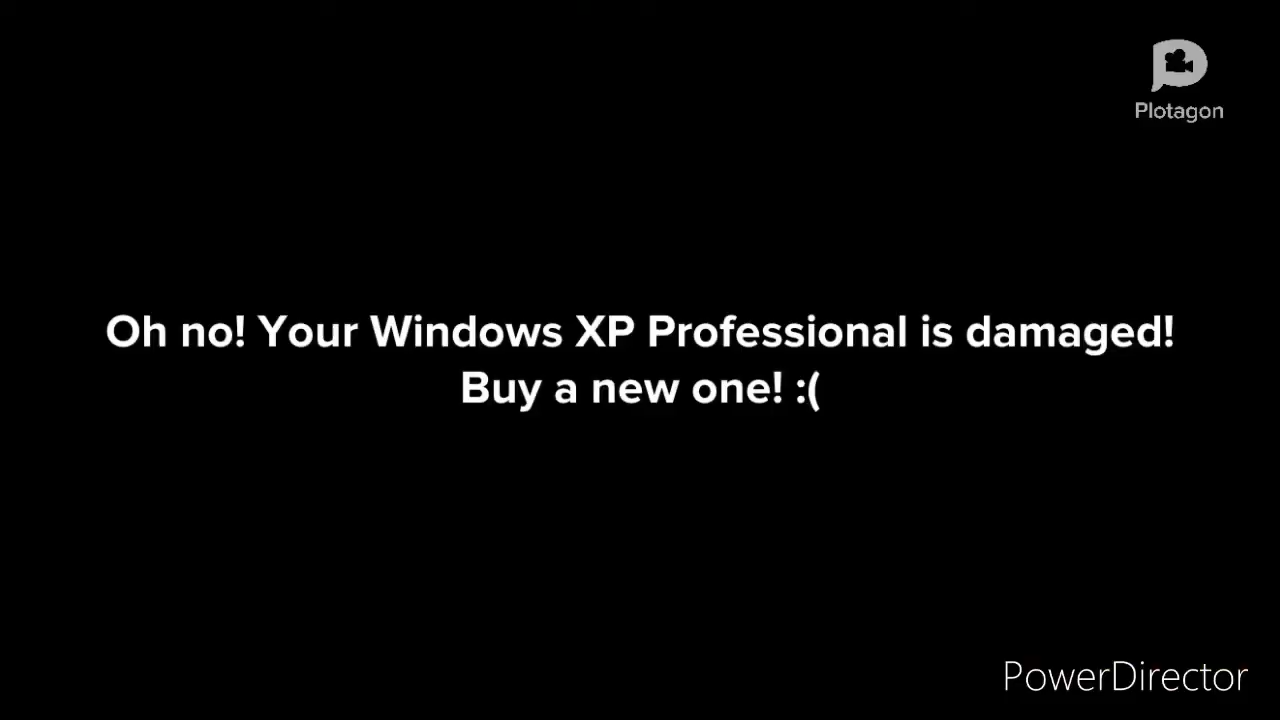 Plotagon
Oh no! Your Windows XP Professional is damaged!
Buy a new one! :(
PowerDirector